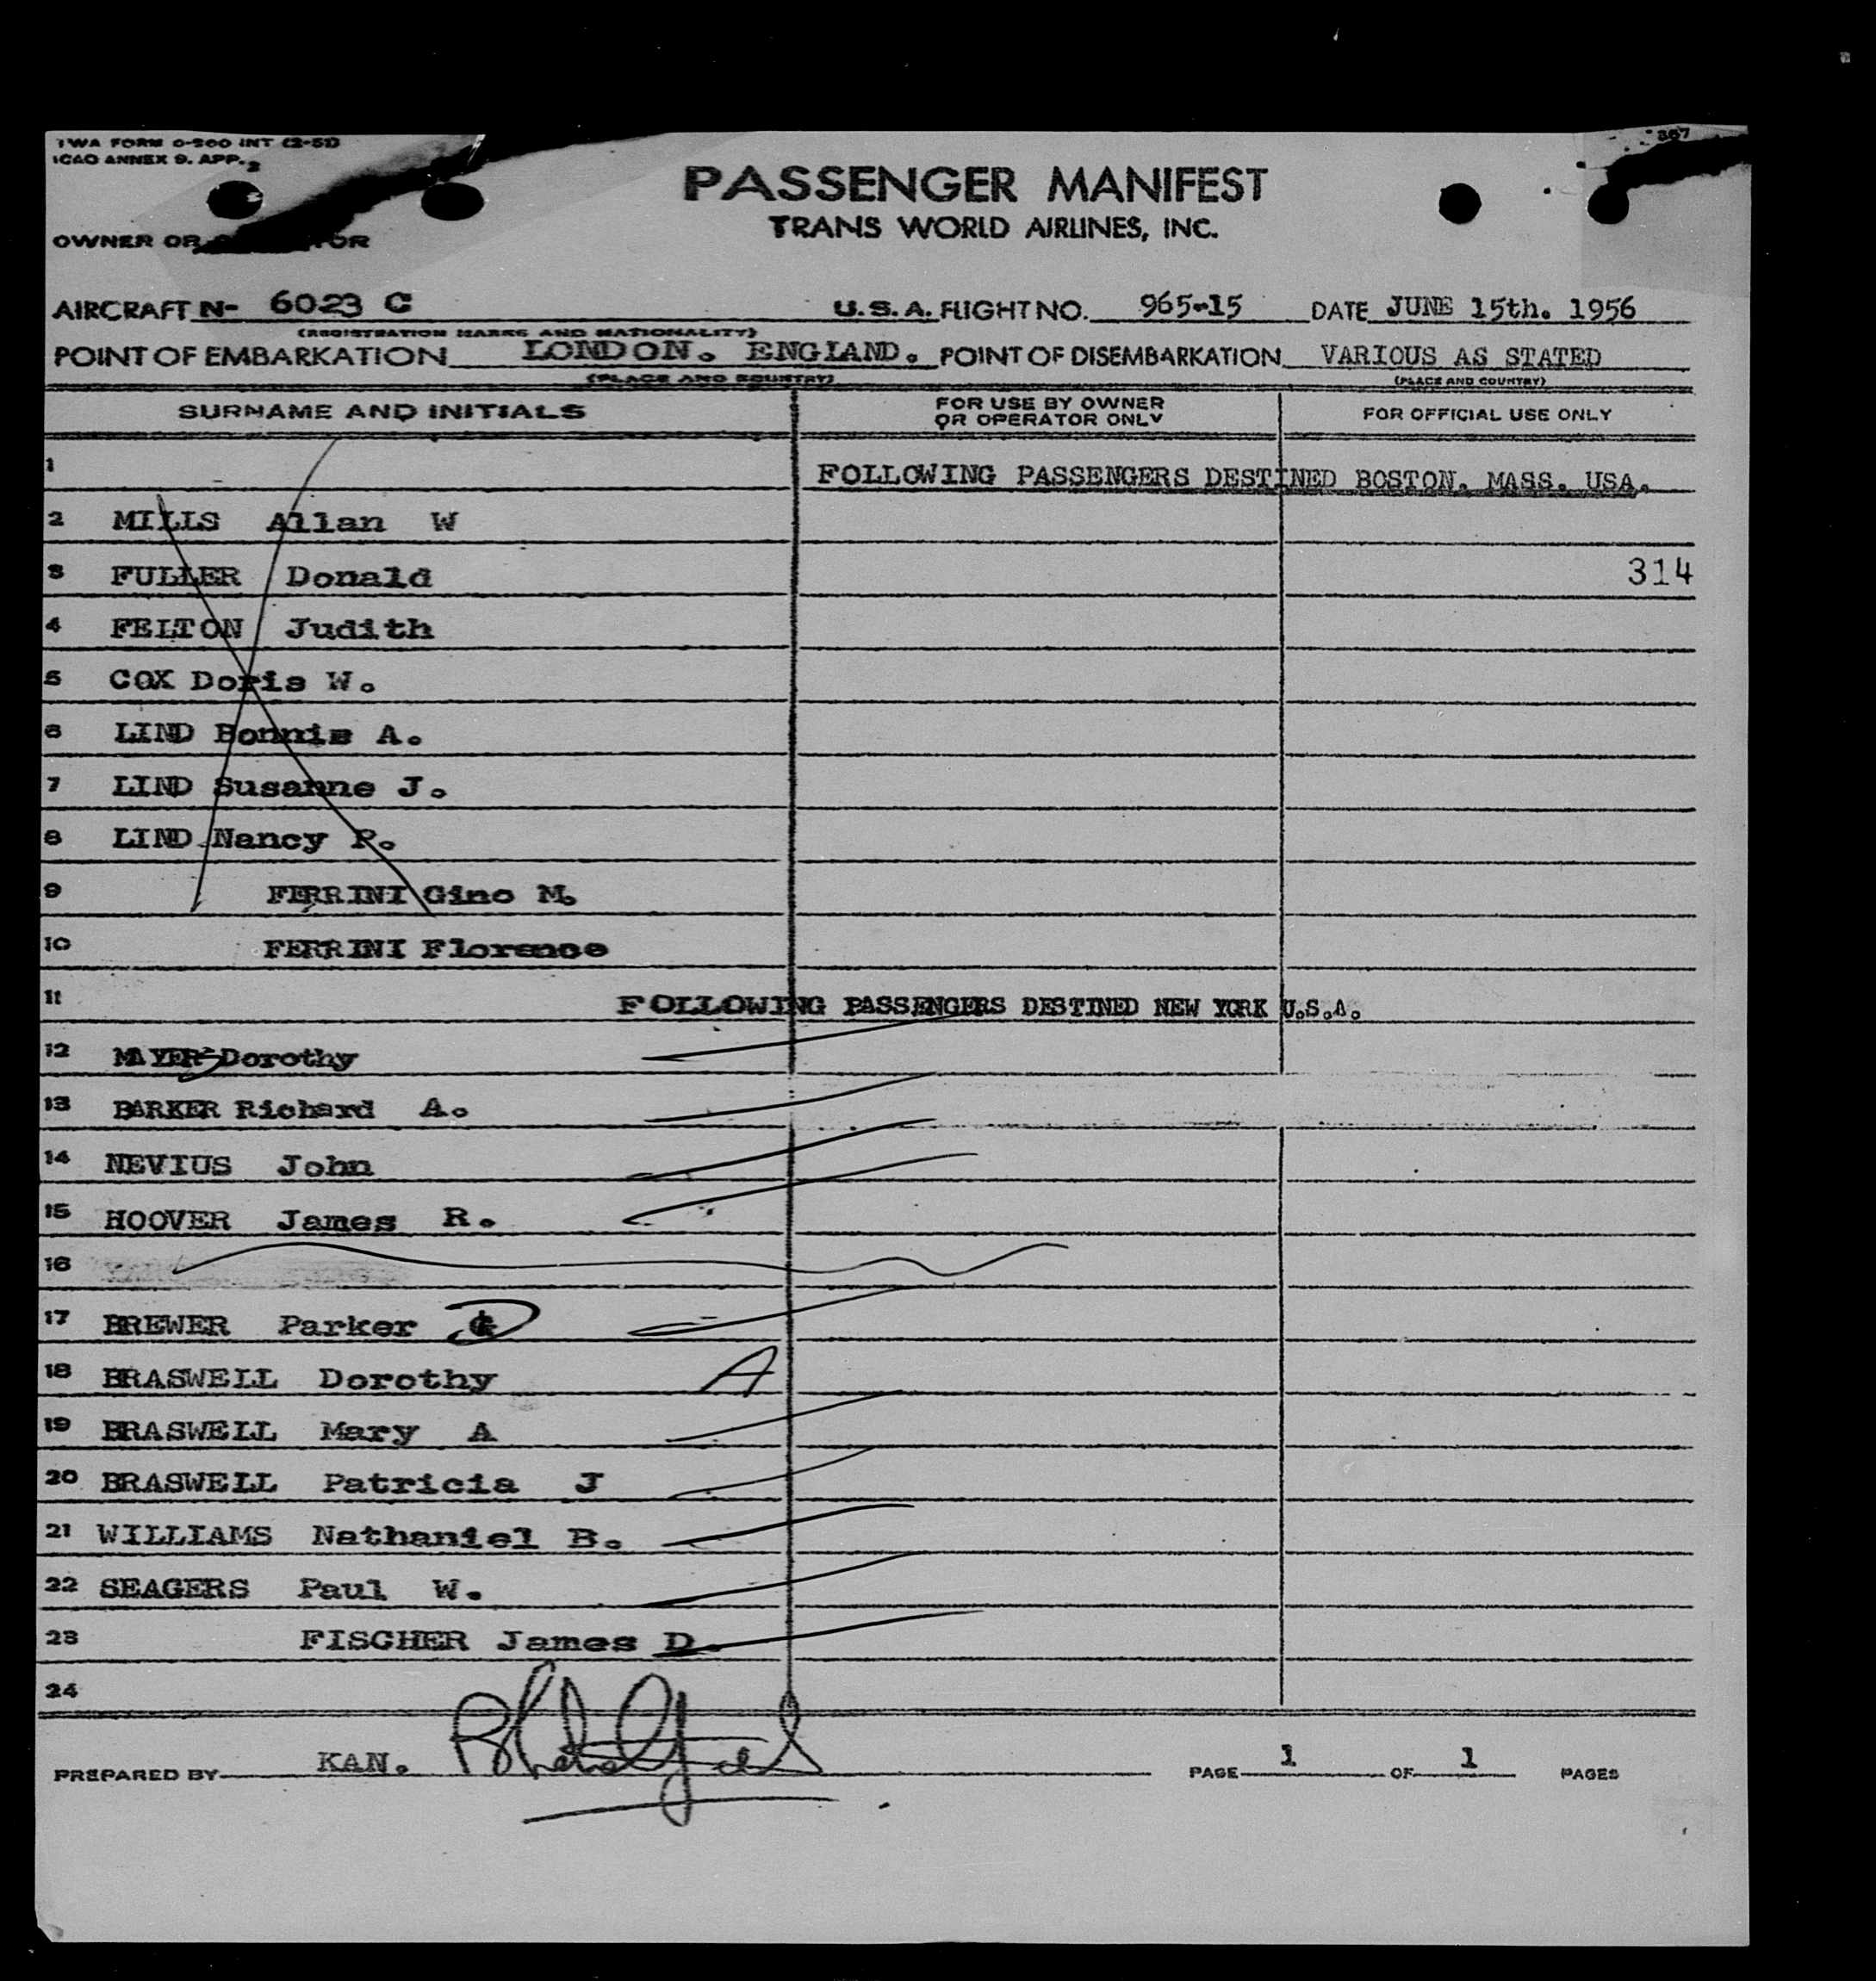 TWA FORM O-200 INT (2-51)
ICAO ANNEX 9. APP. 2
367
PASSENGER MANIFEST
TRANS WORLD AIRLINES, INC.
OWNER OR
AIRCRAFT N- 6023 C U.S.A. FLIGHT NO. 965-15 DATE JUNE 15th. 1956
(REGISTRATION MARKS AND NATIONALITY)
POINT OF EMBARKATION LONDON. ENGLAND. POINT OF DISEMBARKATION VARIOUS AS STATED
(PLACE AND COUNTRY) (PLACE AND COUNTRY)
SURNAME AND INITIALS FOR USE BY OWNER OR OPERATOR ONLY FOR OFFICIAL USE ONLY
1 FOLLOWING PASSENGERS DESTINED BOSTON. MASS. USA.
2 MILLS Allan W
3 FULLER Donald 314
4 FELTON Judith
5 COX Doris W.
6 LIND Bonnie A.
7 LIND Susanne J.
8 LIND Nancy P.
9 FERRINI Gino M.
10 FERRINI Florence
11 FOLLOWING PASSENGERS DESTINED NEW YORK U.S.A.
12 MAYER Dorothy
13 BARKER Richard A.
14 NEVIUS John
15 HOOVER James R.
16
17 BREWER Parker D
18 BRASWELL Dorothy A
19 BRASWELL Mary A
20 BRASWELL Patricia J
21 WILLIAMS Nathaniel B.
22 SEAGERS Paul W.
23 FISCHER James D.
24
PREPARED BY KAN. PAGE 1 OF 1 PAGES